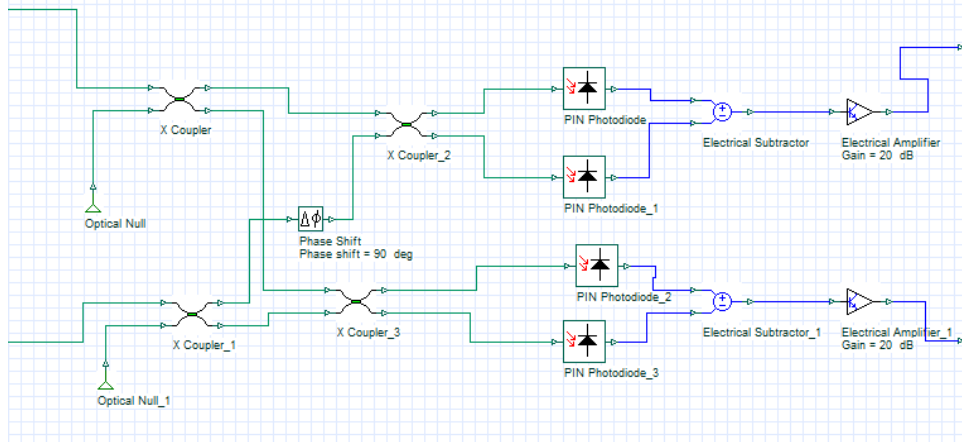 PIN Photodiode
X Coupler
X Coupler_2
Electrical Subtractor
Electrical Amplifier
Gain = 20 dB
PIN Photodiode_1
Optical Null
Δϕ
Phase Shift
Phase shift = 90 deg
PIN Photodiode_2
X Coupler_1
X Coupler_3
Electrical Subtractor_1
Electrical Amplifier_1
Gain = 20 dB
PIN Photodiode_3
Optical Null_1